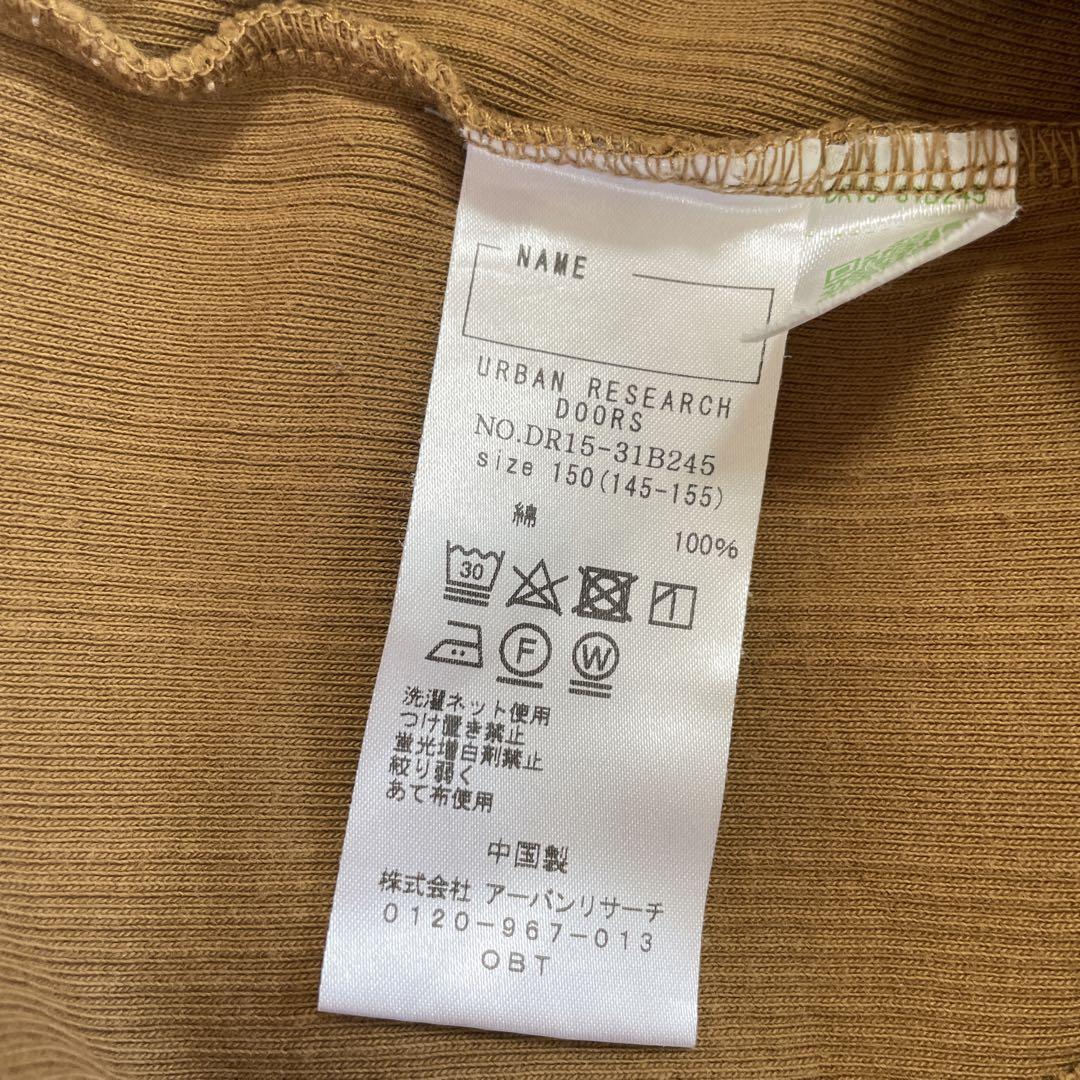 NAME
URBAN RESEARCH
DOORS
NO.DR15-31B245
size 150(145-155)
綿 100%
30
F W
洗濯ネット使用
つけ置き禁止
蛍光増白剤禁止
絞り弱く
あて布使用
中国製
株式会社 アーバンリサーチ
0120-967-013
OBT